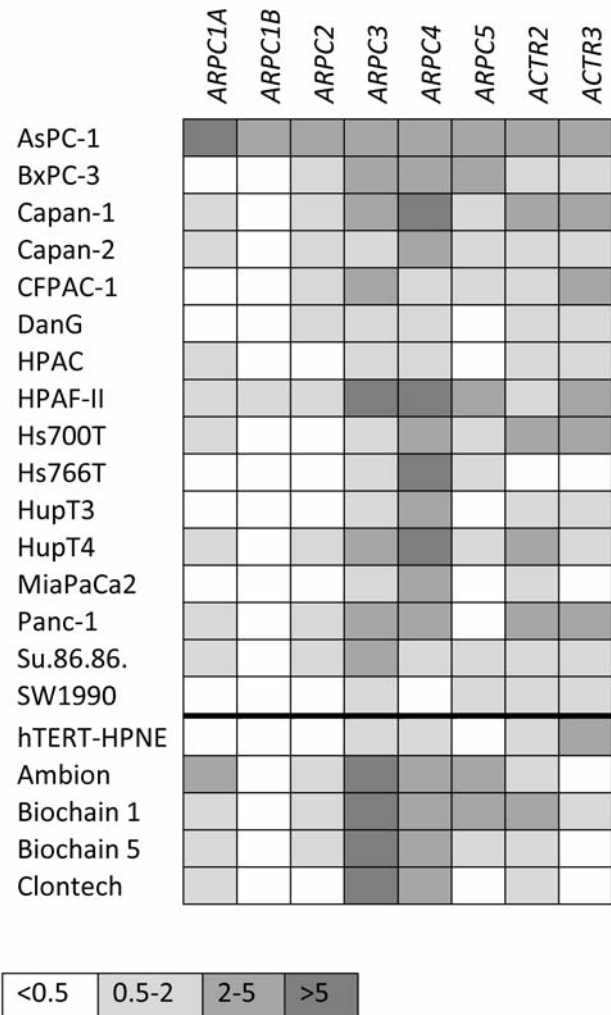 ARPC1A ARPC1B ARPC2 ARPC3 ARPC4 ARPC5 ACTR2 ACTR3
AsPC-1
BxPC-3
Capan-1
Capan-2
CFPAC-1
DanG
HPAC
HPAF-II
Hs700T
Hs766T
HupT3
HupT4
MiaPaCa2
Panc-1
Su.86.86.
SW1990
hTERT-HPNE
Ambion
Biochain 1
Biochain 5
Clontech
<0.5 0.5-2 2-5 >5